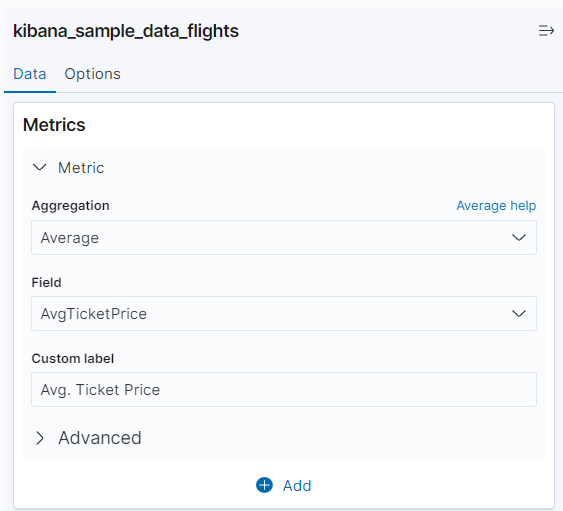 kibana_sample_data_flights
Data Options
Metrics
Metric
Aggregation Average help
Average
Field
AvgTicketPrice
Custom label
Avg. Ticket Price
Advanced
Add